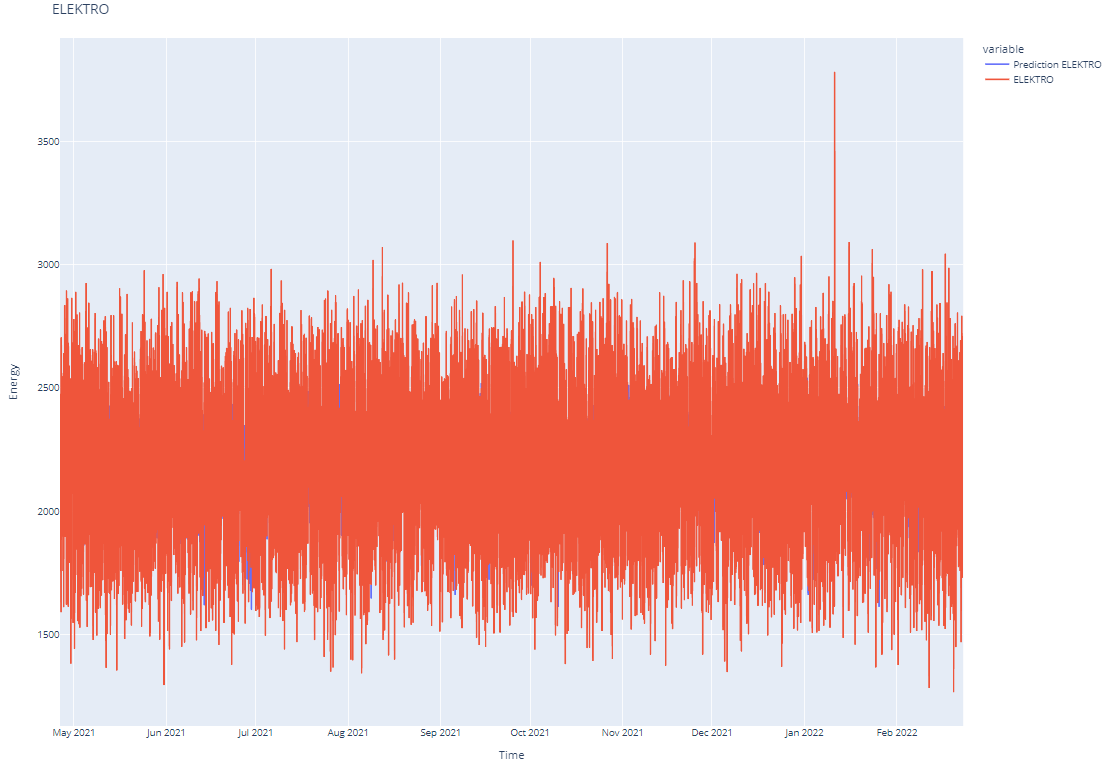 ELEKTRO
variable
Prediction ELEKTRO
ELEKTRO
3500
3000
2500
2000
1500
Energy
May 2021 Jun 2021 Jul 2021 Aug 2021 Sep 2021 Oct 2021 Nov 2021 Dec 2021 Jan 2022 Feb 2022
Time